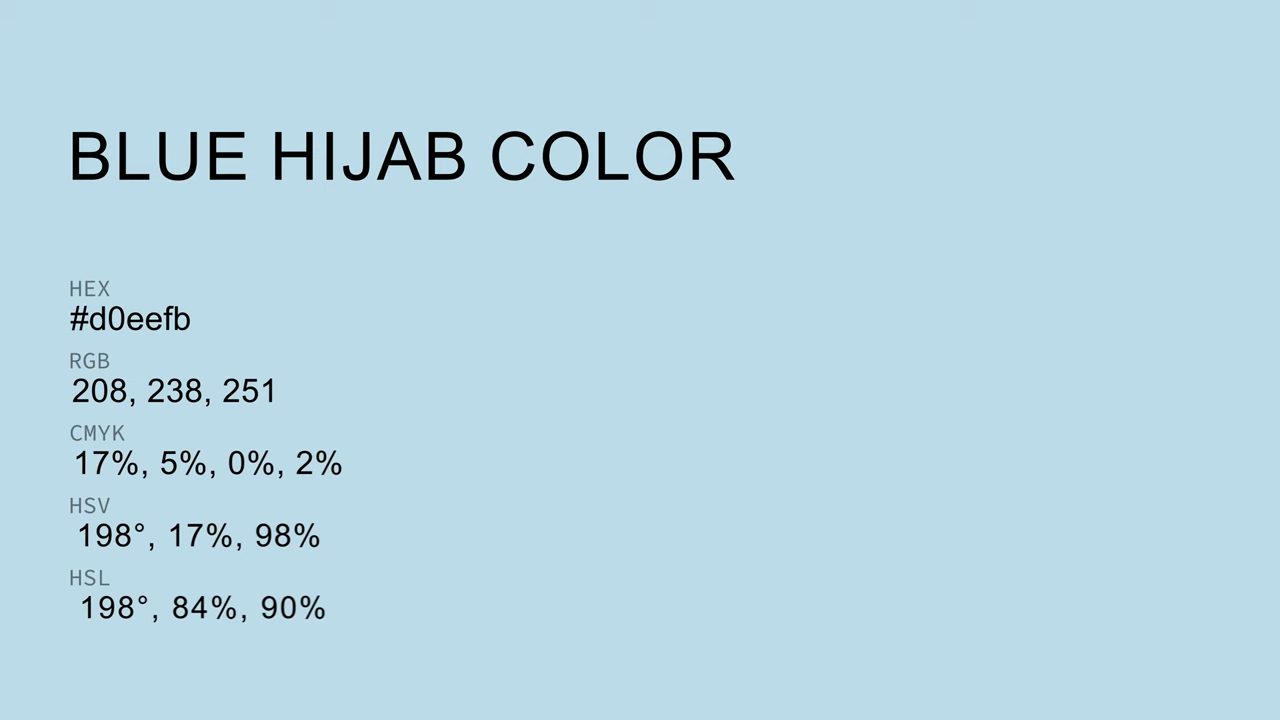 BLUE HIJAB COLOR
HEX
#d0eefb
RGB
208, 238, 251
CMYK
17%, 5%, 0%, 2%
HSV
198°, 17%, 98%
HSL
198°, 84%, 90%